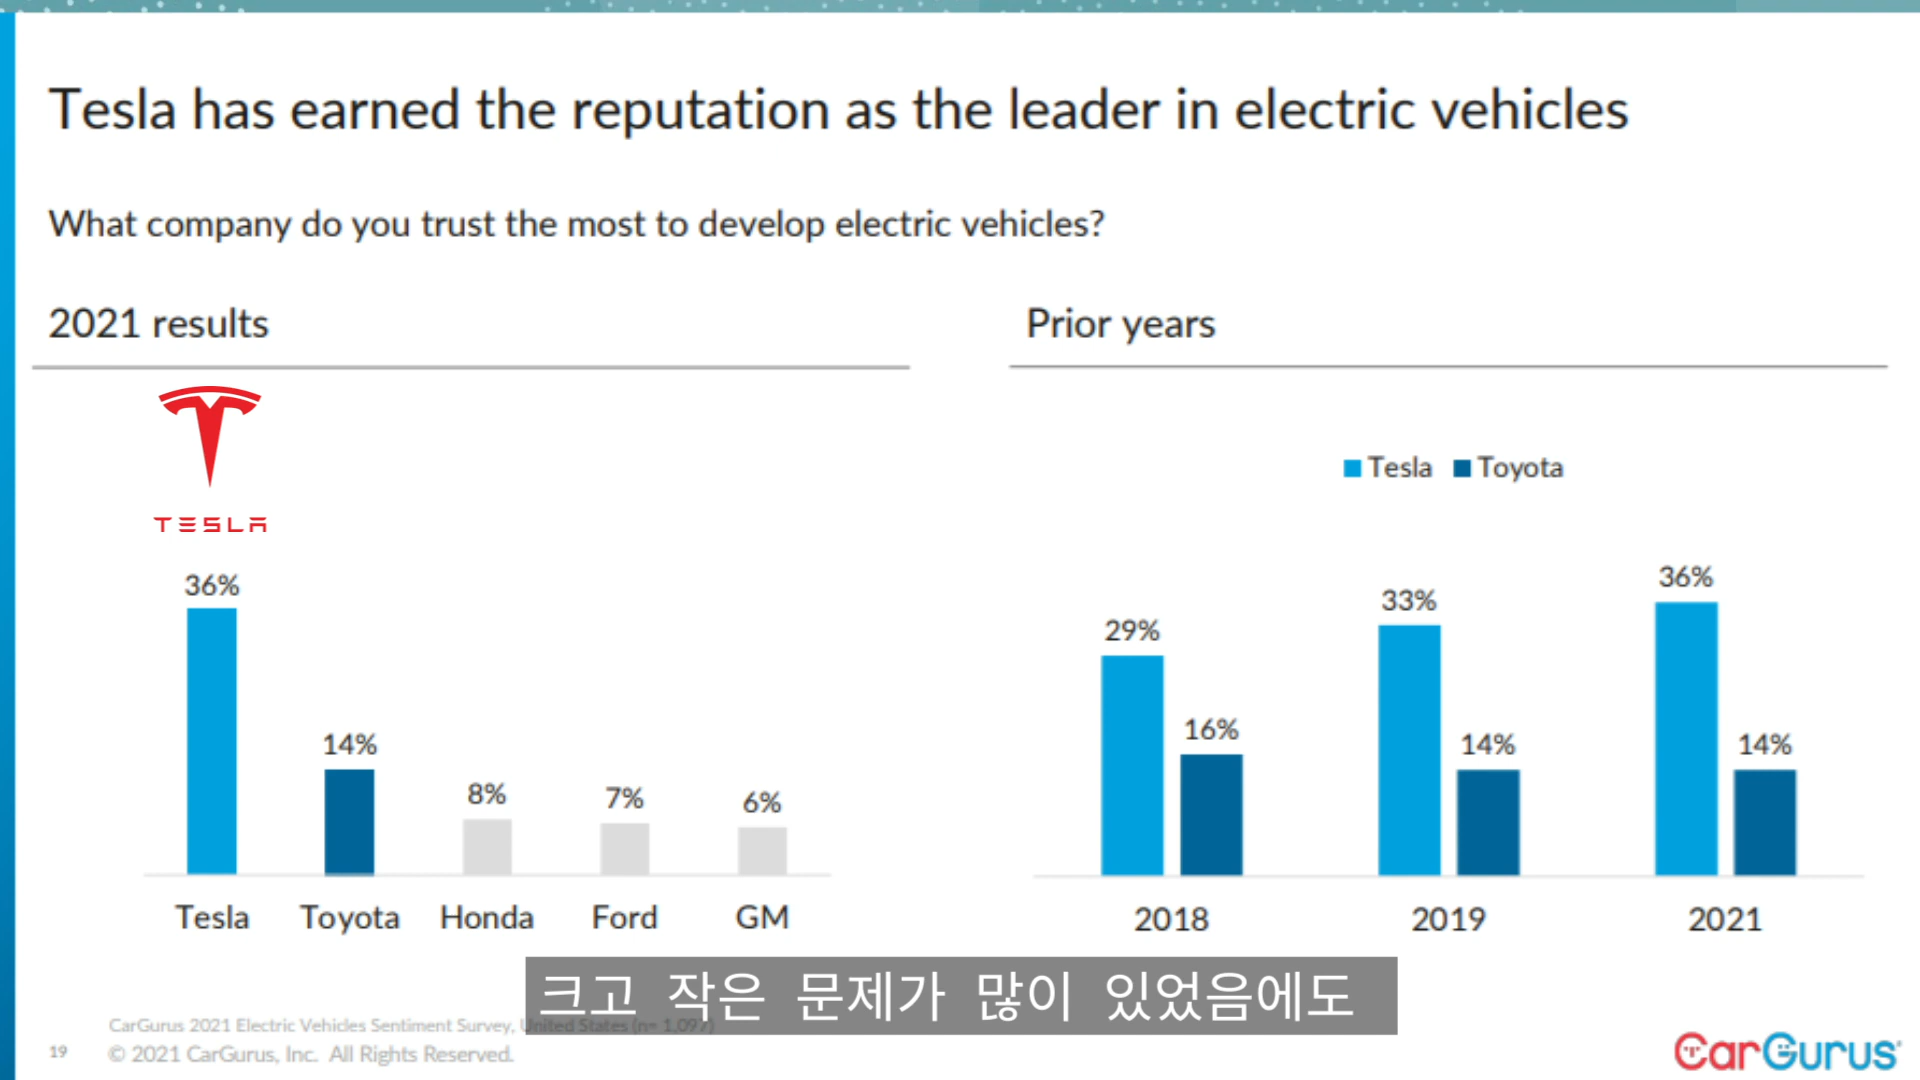 Tesla has earned the reputation as the leader in electric vehicles
What company do you trust the most to develop electric vehicles?
2021 results
TESLA
36%
14%
8%
7%
6%
Tesla Toyota Honda Ford GM
Prior years
Tesla Toyota
29%
16%
33%
14%
36%
14%
2018 2019 2021
크고 작은 문제가 많이 있었음에도
CarGurus 2021 Electric Vehicles Sentiment Survey, United States (n= 1,097)
19 © 2021 CarGurus, Inc. All Rights Reserved.
CarGurus